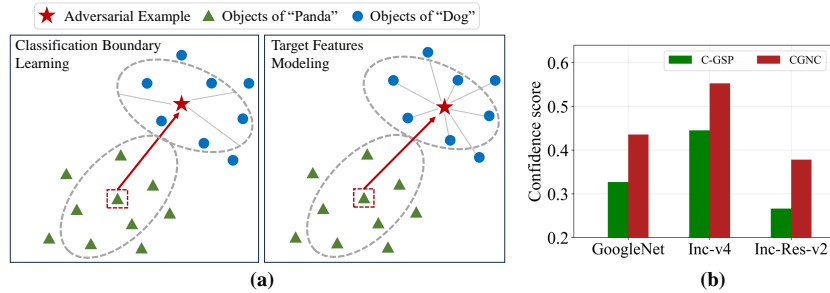 Adversarial Example Objects of “Panda” Objects of “Dog”
Classification Boundary
Learning
Target Features
Modeling
(a)
C-GSP CGNC
Confidence score
0.6
0.5
0.4
0.3
0.2
GoogleNet Inc-v4 Inc-Res-v2
(b)